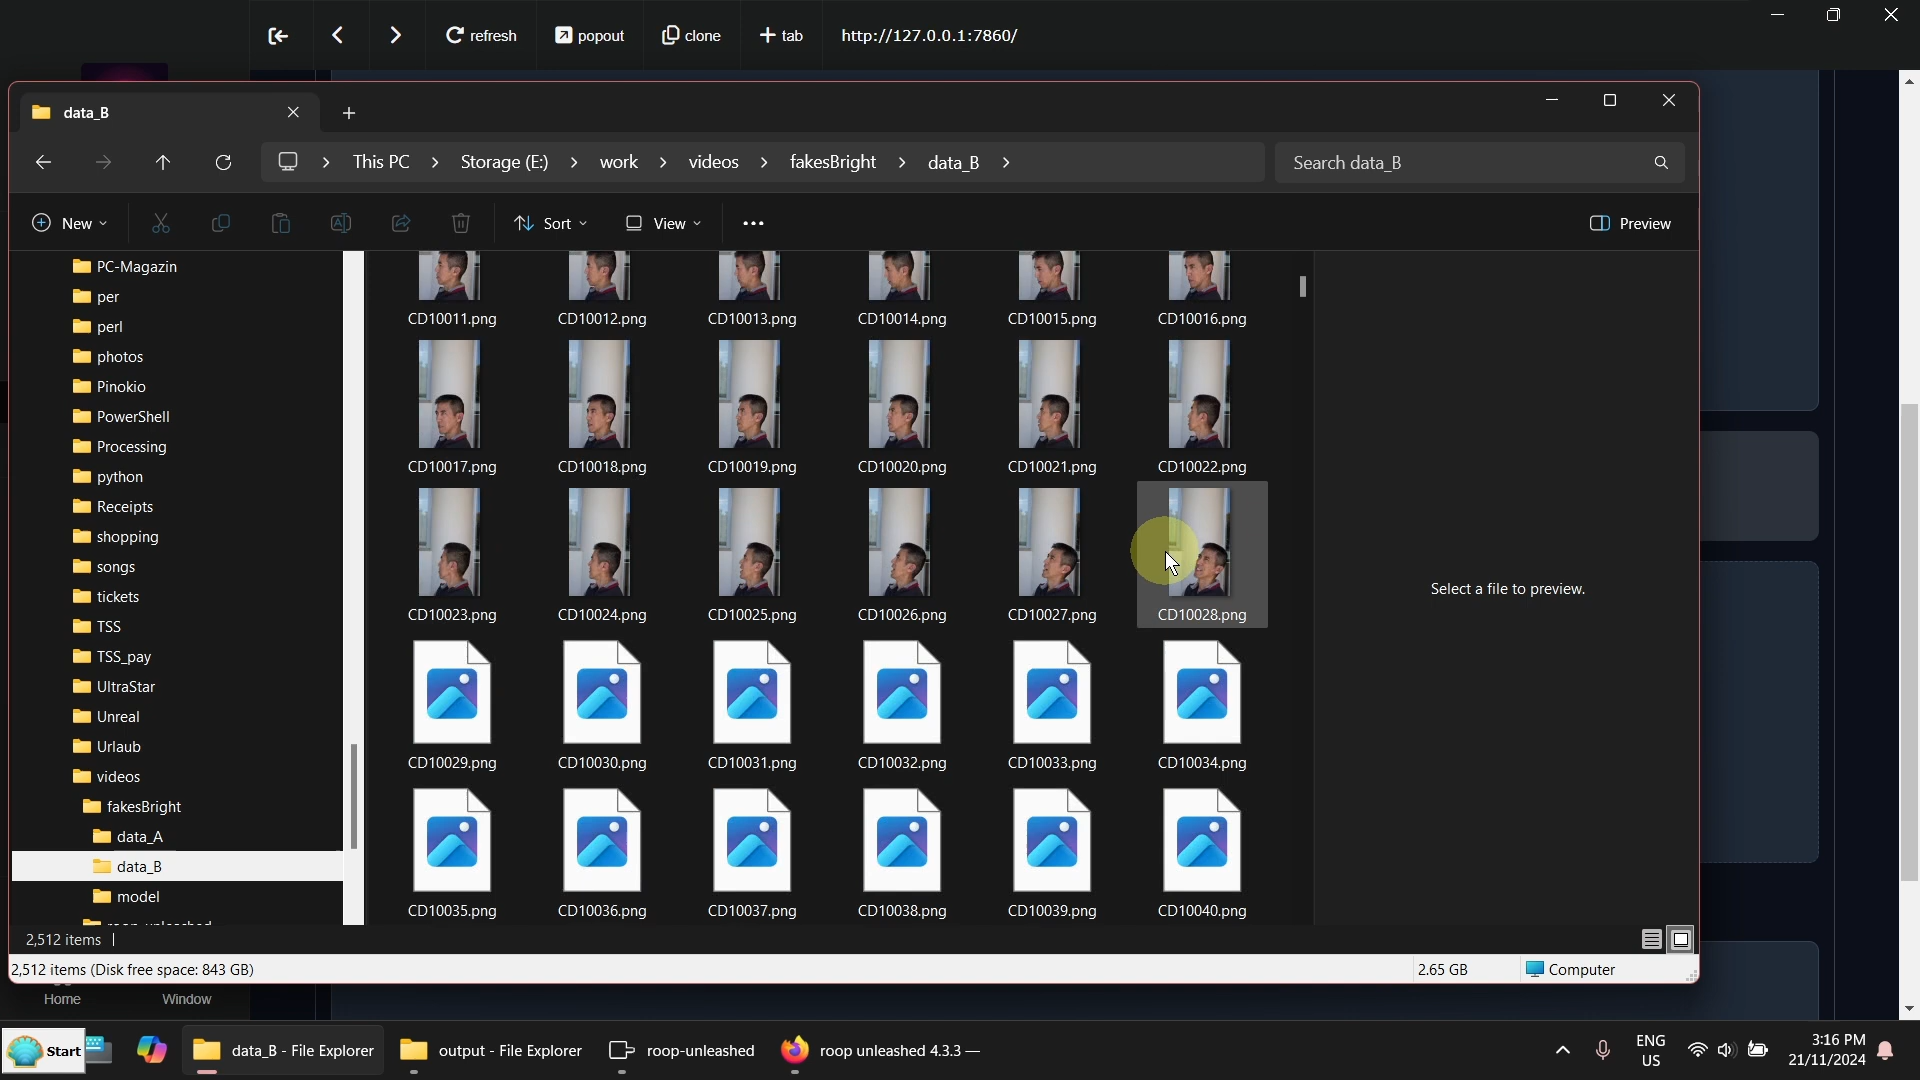 refresh popout clone tab http://127.0.0.1:7860/
data_B
This PC Storage (E:) work videos fakesBright data_B Search data_B
New Sort View Preview
PC-Magazin
per
perl
photos
Pinokio
PowerShell
Processing
python
Receipts
shopping
songs
tickets
TSS
TSS_pay
UltraStar
Unreal
Urlaub
videos
fakesBright
data_A
data_B
model
CD10011.png CD10012.png CD10013.png CD10014.png CD10015.png CD10016.png
CD10017.png CD10018.png CD10019.png CD10020.png CD10021.png CD10022.png
CD10023.png CD10024.png CD10025.png CD10026.png CD10027.png CD10028.png
CD10029.png CD10030.png CD10031.png CD10032.png CD10033.png CD10034.png
CD10035.png CD10036.png CD10037.png CD10038.png CD10039.png CD10040.png
Select a file to preview.
2,512 items
2,512 items (Disk free space: 843 GB) 2.65 GB Computer
Home Window
Start data_B - File Explorer output - File Explorer roop-unleashed roop unleashed 4.3.3 —
ENG
US
3:16 PM
21/11/2024